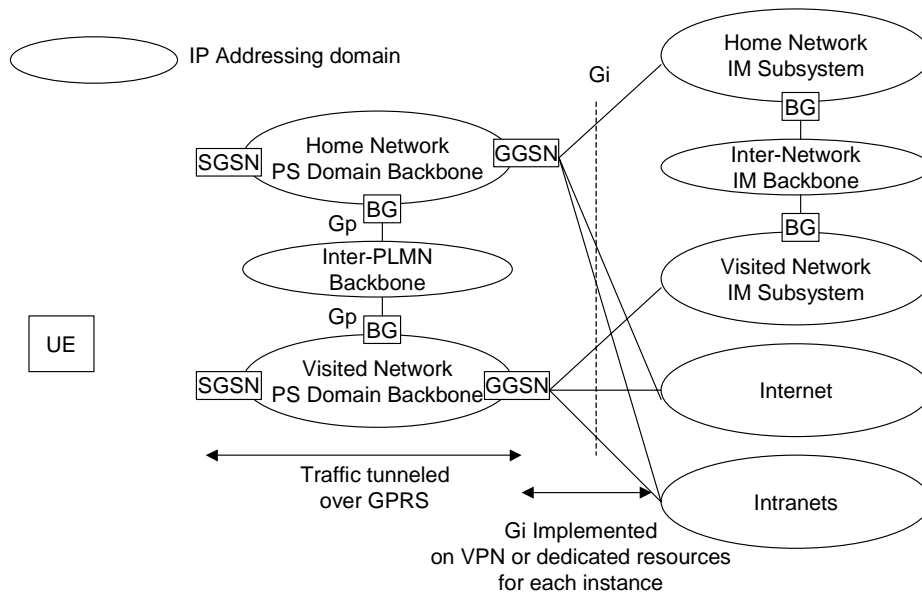 IP Addressing domain
Home Network
IM Subsystem
Gi
BG
SGSN
Home Network
PS Domain Backbone
GGSN
Inter-Network
IM Backbone
BG
Gp
BG
Inter-PLMN
Backbone
Visited Network
IM Subsystem
Gp
BG
UE
SGSN
Visited Network
PS Domain Backbone
GGSN
Internet
Traffic tunneled
over GPRS
Intranets
Gi Implemented
on VPN or dedicated resources
for each instance